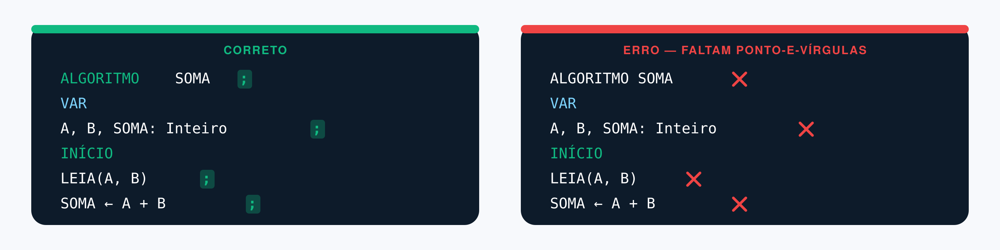 CORRETO
ALGORITMO SOMA ;
VAR
A, B, SOMA: Inteiro ;
INÍCIO
LEIA(A, B) ;
SOMA ← A + B ;
ERRO — FALTAM PONTO-E-VÍRGULAS
ALGORITMO SOMA
VAR
A, B, SOMA: Inteiro
INÍCIO
LEIA(A, B)
SOMA ← A + B